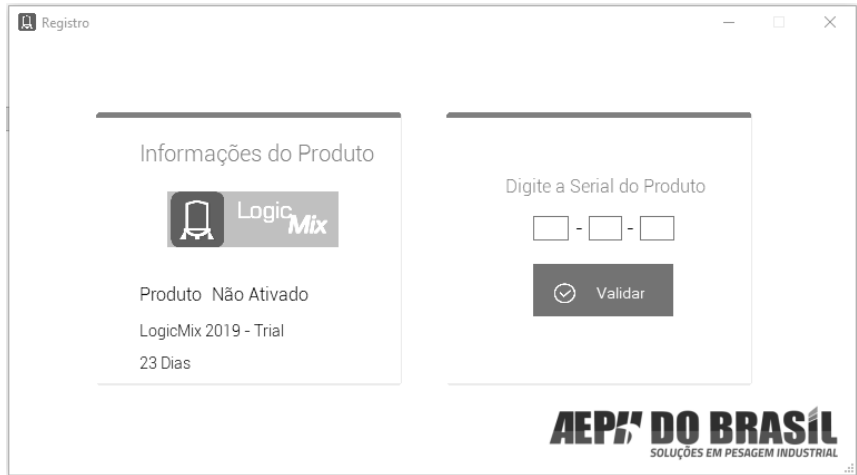 Registro
Informações do Produto
Logic
Mix
Produto Não Ativado
LogicMix 2019 - Trial
23 Dias
Digite a Serial do Produto
- -
Validar
AEPH DO BRASIL
SOLUÇÕES EM PESAGEM INDUSTRIAL